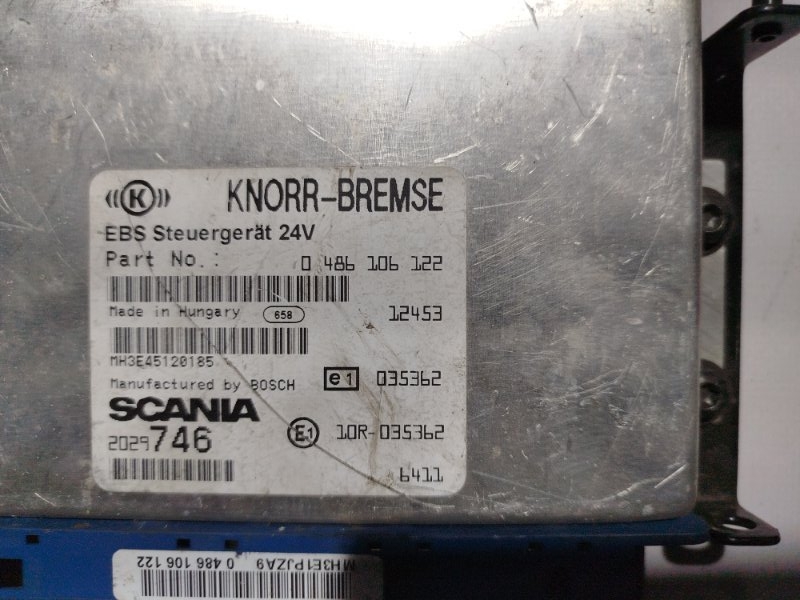 K KNORR-BREMSE
EBS Steuergerät 24V
Part No.: 0 486 106 122
Made in Hungary 658 12453
MH3E45120185
Manufactured by BOSCH e1 035362
SCANIA
2029746 E1 10R-035362
6411
MH3E1PJZA9 0 486 106 122